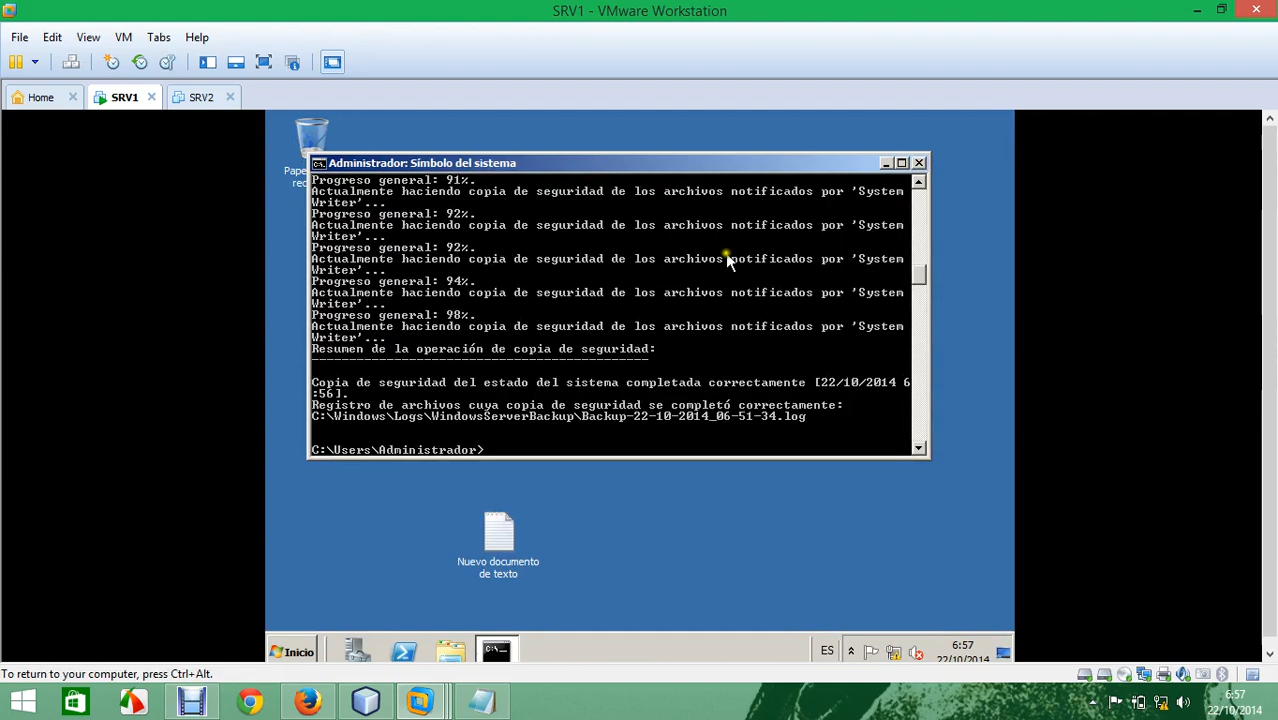 SRV1 - VMware Workstation
File Edit View VM Tabs Help
Home SRV1 SRV2
Administrador: Símbolo del sistema
Progreso general: 91%.
Actualmente haciendo copia de seguridad de los archivos notificados por 'System
Writer'...
Progreso general: 92%.
Actualmente haciendo copia de seguridad de los archivos notificados por 'System
Writer'...
Progreso general: 92%.
Actualmente haciendo copia de seguridad de los archivos notificados por 'System
Writer'...
Progreso general: 94%.
Actualmente haciendo copia de seguridad de los archivos notificados por 'System
Writer'...
Progreso general: 98%.
Actualmente haciendo copia de seguridad de los archivos notificados por 'System
Writer'...
Resumen de la operación de copia de seguridad:
------------------------------------------------
Copia de seguridad del estado del sistema completada correctamente [22/10/2014 6
:56].
Registro de archivos cuya copia de seguridad se completó correctamente:
C:\Windows\Logs\WindowsServerBackup\Backup-22-10-2014_06-51-34.log
C:\Users\Administrador>
Nuevo documento
de texto
Inicio
ES
6:57
22/10/2014
To return to your computer, press Ctrl+Alt.
6:57
22/10/2014